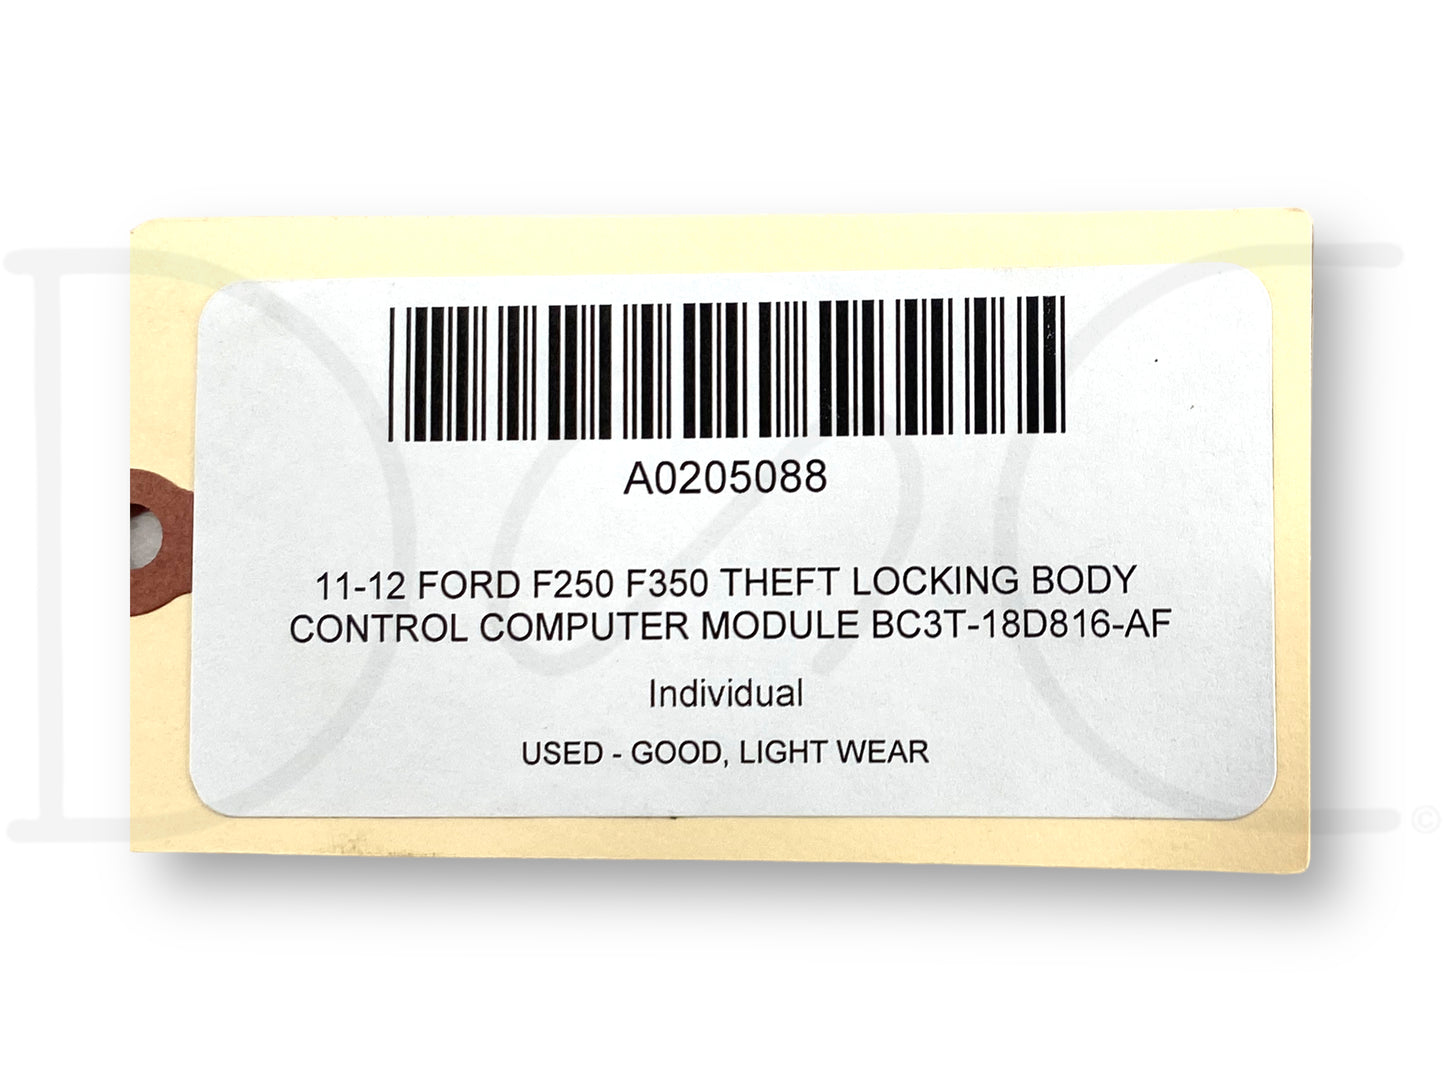 A0205088
11-12 FORD F250 F350 THEFT LOCKING BODY
CONTROL COMPUTER MODULE BC3T-18D816-AF
Individual
USED - GOOD, LIGHT WEAR
©